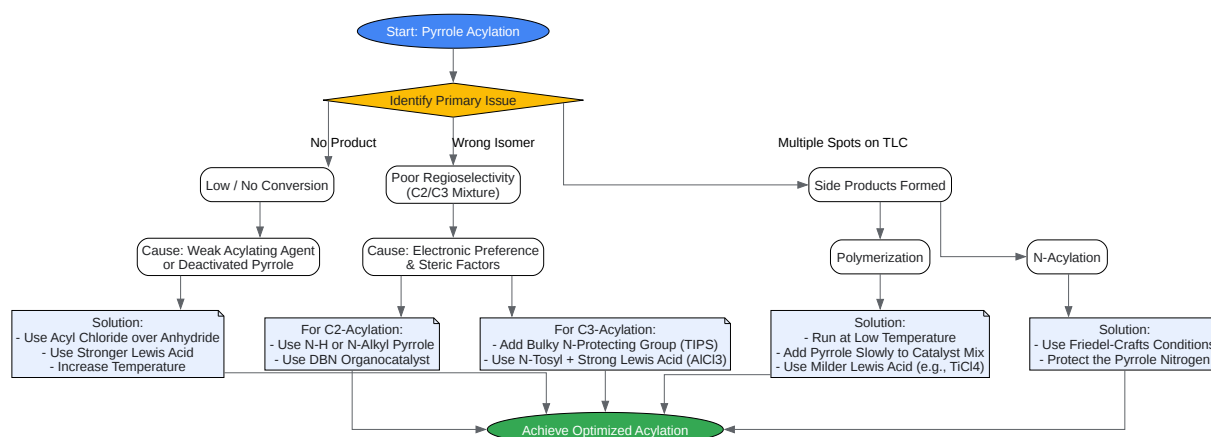 Start: Pyrrole Acylation
Identify Primary Issue
No Product
Wrong Isomer
Multiple Spots on TLC
Low / No Conversion
Poor Regioselectivity
(C2/C3 Mixture)
Side Products Formed
Cause: Weak Acylating Agent
or Deactivated Pyrrole
Cause: Electronic Preference
& Steric Factors
Polymerization
N-Acylation
Solution:
- Use Acyl Chloride over Anhydride
- Use Stronger Lewis Acid
- Increase Temperature
For C2-Acylation:
- Use N-H or N-Alkyl Pyrrole
- Use DBN Organocatalyst
For C3-Acylation:
- Add Bulky N-Protecting Group (TIPS)
- Use N-Tosyl + Strong Lewis Acid (AlCl3)
Solution:
- Run at Low Temperature
- Add Pyrrole Slowly to Catalyst Mix
- Use Milder Lewis Acid (e.g., TiCl4)
Solution:
- Use Friedel-Crafts Conditions
- Protect the Pyrrole Nitrogen
Achieve Optimized Acylation